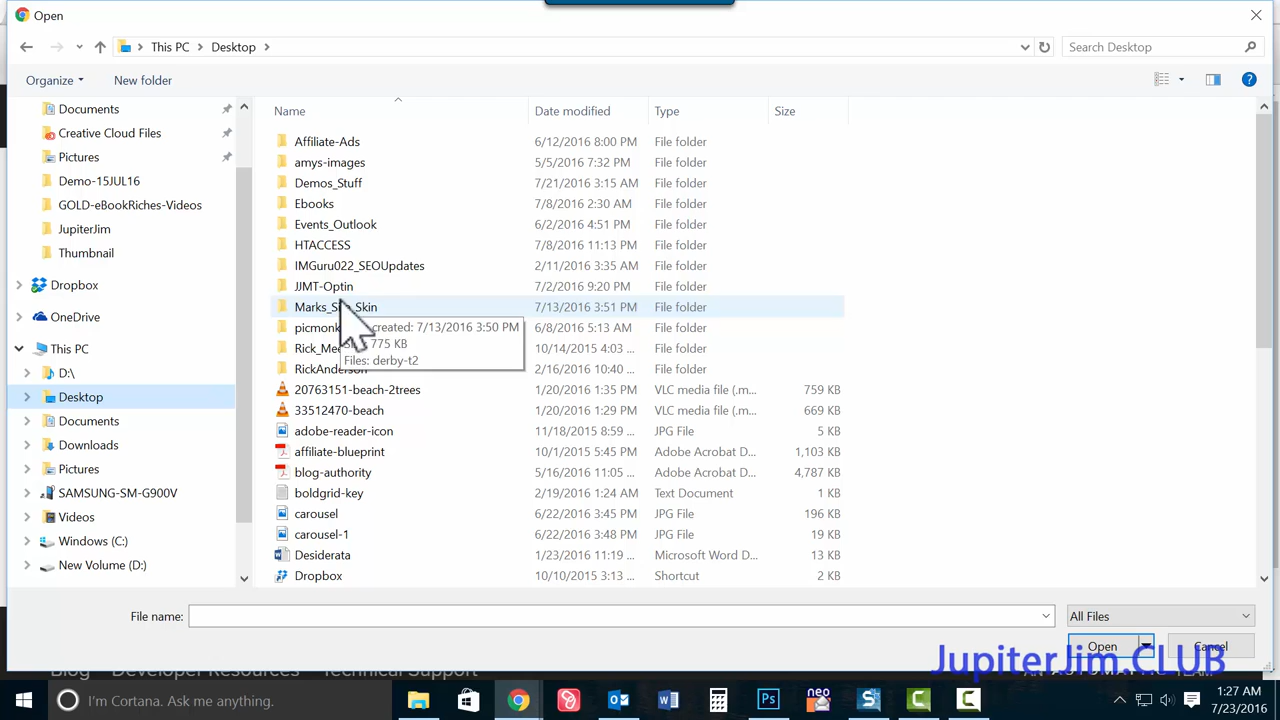 Open
This PC
Desktop
Search Desktop
Organize
New folder
Documents
Creative Cloud Files
Pictures
Demo-15JUL16
GOLD-eBookRiches-Videos
JupiterJim
Thumbnail
Dropbox
OneDrive
This PC
D:\
Desktop
Documents
Downloads
Pictures
SAMSUNG-SM-G900V
Videos
Windows (C:)
New Volume (D:)
Name Date modified Type Size
Affiliate-Ads 6/12/2016 8:00 PM File folder
amys-images 5/5/2016 7:32 PM File folder
Demos_Stuff 7/21/2016 3:15 AM File folder
Ebooks 7/8/2016 2:30 AM File folder
Events_Outlook 6/2/2016 4:51 PM File folder
HTACCESS 7/8/2016 11:13 PM File folder
IMGuru022_SEOUpdates 2/11/2016 3:35 AM File folder
JJMT-Optin 7/2/2016 9:20 PM File folder
7/13/2016 3:51 PM File folder
picmonk created: 7/13/2016 3:50 PM 6/8/2016 5:13 AM File folder
775 KB 10/14/2015 4:03 ... File folder
Files: derby-t2
2/16/2016 10:40 ... File folder
20763151-beach-2trees 1/20/2016 1:35 PM VLC media file (.m... 759 KB
33512470-beach 1/20/2016 1:29 PM VLC media file (.m... 669 KB
adobe-reader-icon 11/18/2015 8:59 ... JPG File 5 KB
affiliate-blueprint 10/1/2015 5:45 PM Adobe Acrobat D... 1,103 KB
blog-authority 5/16/2016 11:05 ... Adobe Acrobat D... 4,787 KB
boldgrid-key 2/19/2016 1:24 AM Text Document 1 KB
carousel 6/22/2016 3:45 PM JPG File 196 KB
carousel-1 6/22/2016 3:48 PM JPG File 19 KB
Desiderata 1/23/2016 11:19 ... Microsoft Word D... 13 KB
Dropbox 10/10/2015 3:13 ... Shortcut 2 KB
File name: All Files
Open Cancel
JupiterJim.CLUB
Blog Developer Resources Technical Support
I'm Cortana. Ask me anything.
neo
1:27 AM
7/23/2016